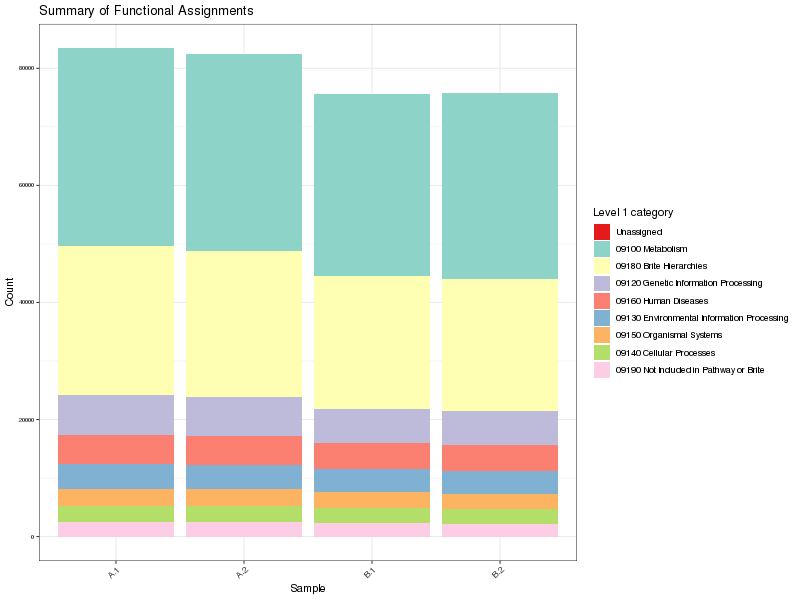 Summary of Functional Assignments
Count
80000
60000
40000
20000
0
A.1
A.2
B.1
B.2
Sample
Level 1 category
Unassigned
09100 Metabolism
09180 Brite Hierarchies
09120 Genetic Information Processing
09160 Human Diseases
09130 Environmental Information Processing
09150 Organismal Systems
09140 Cellular Processes
09190 Not Included in Pathway or Brite